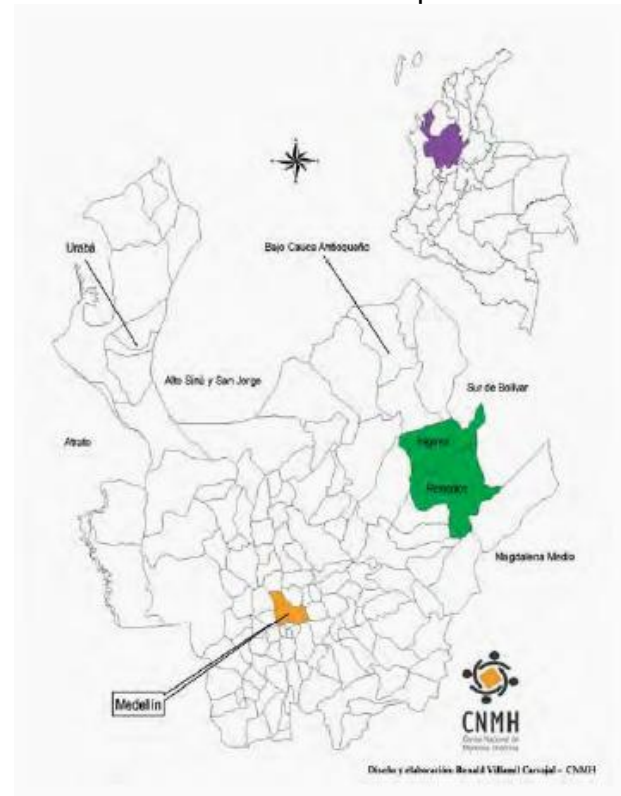 Urabá
Bajo Cauca Antioqueño
Alto Sinú y San Jorge
Sur de Bolívar
Atrato
Segovia
Remedios
Magdalena Medio
Medellín
CNMH
Centro Nacional de
Memoria Histórica
Diseño y elaboración: Ronald Villamil Carvajal – CNMH